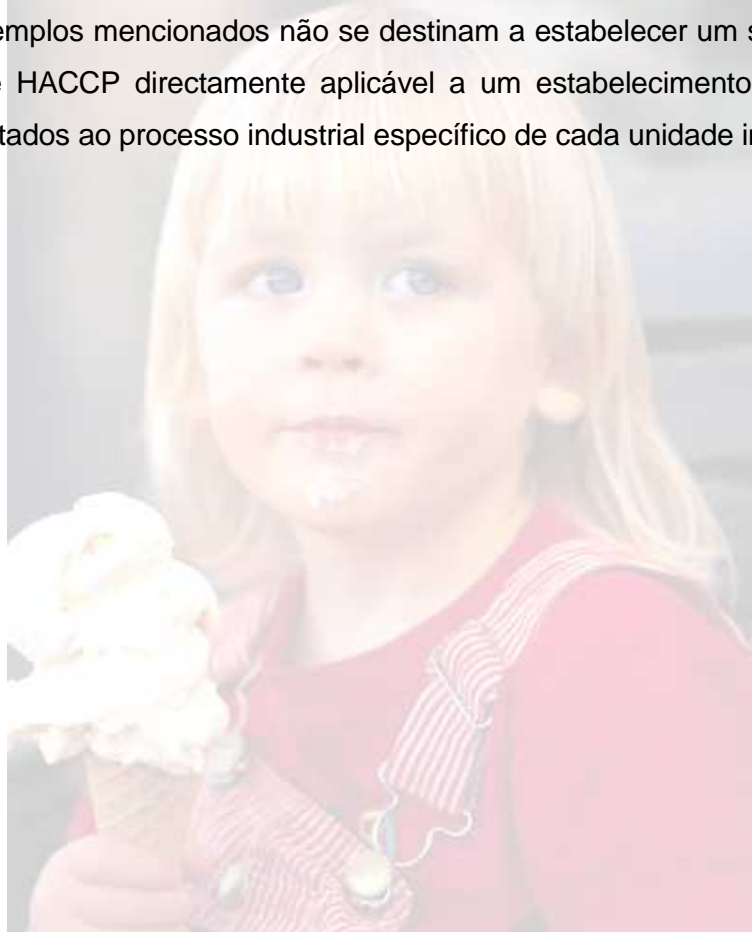 emplos mencionados não se destinam a estabelecer um s
HACCP directamente aplicável a um estabelecimento
tados ao processo industrial específico de cada unidade i